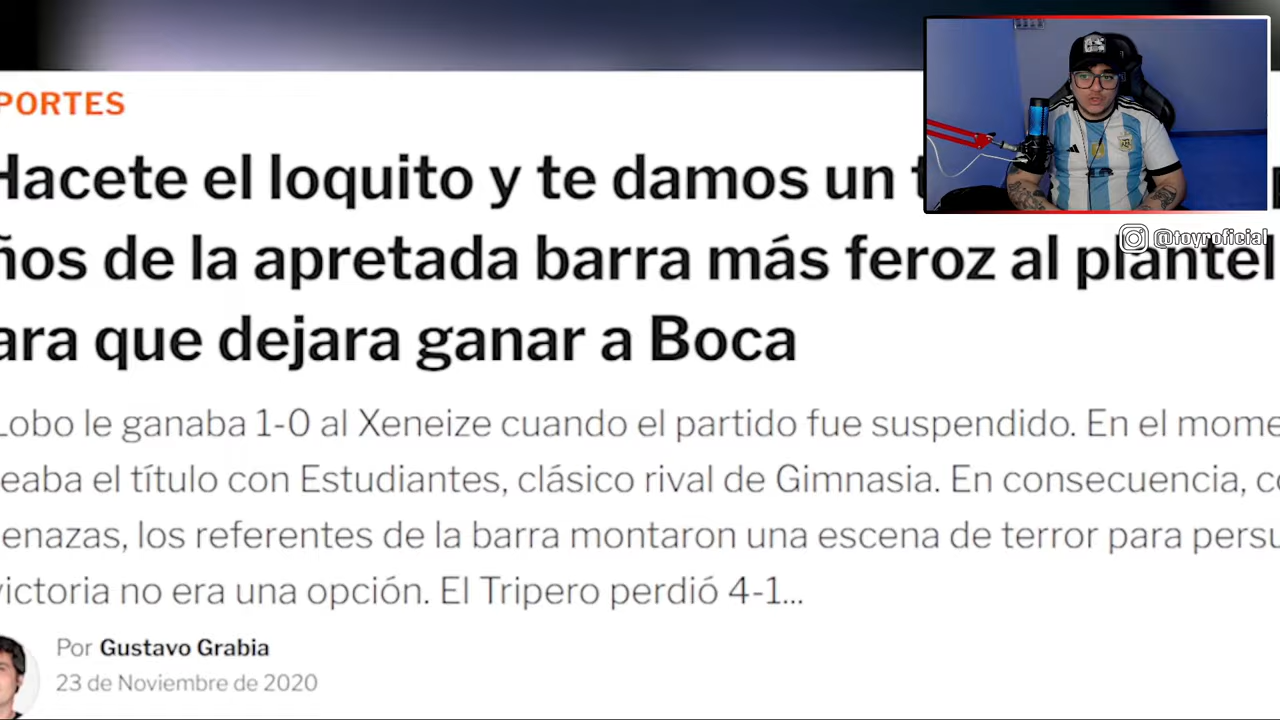 PORTES
Hacete el loquito y te damos un
ños de la apretada barra más feroz al plantel
ara que dejara ganar a Boca
Lobo le ganaba 1-0 al Xeneize cuando el partido fue suspendido. En el mome
eaba el título con Estudiantes, clásico rival de Gimnasia. En consecuencia, co
enazas, los referentes de la barra montaron una escena de terror para persu
victoria no era una opción. El Tripero perdió 4-1...
Por Gustavo Grabia
23 de Noviembre de 2020
@toyroficial